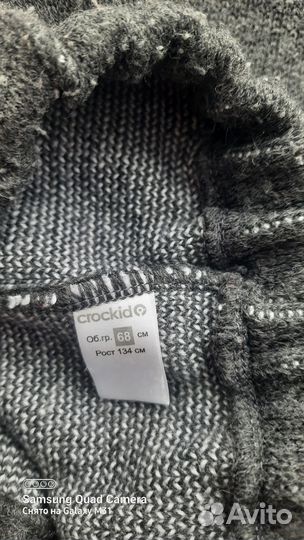 crockid
Об.гр. 68 см
Рост 134 см
Samsung Quad Camera
Снято на Galaxy M31
Avito